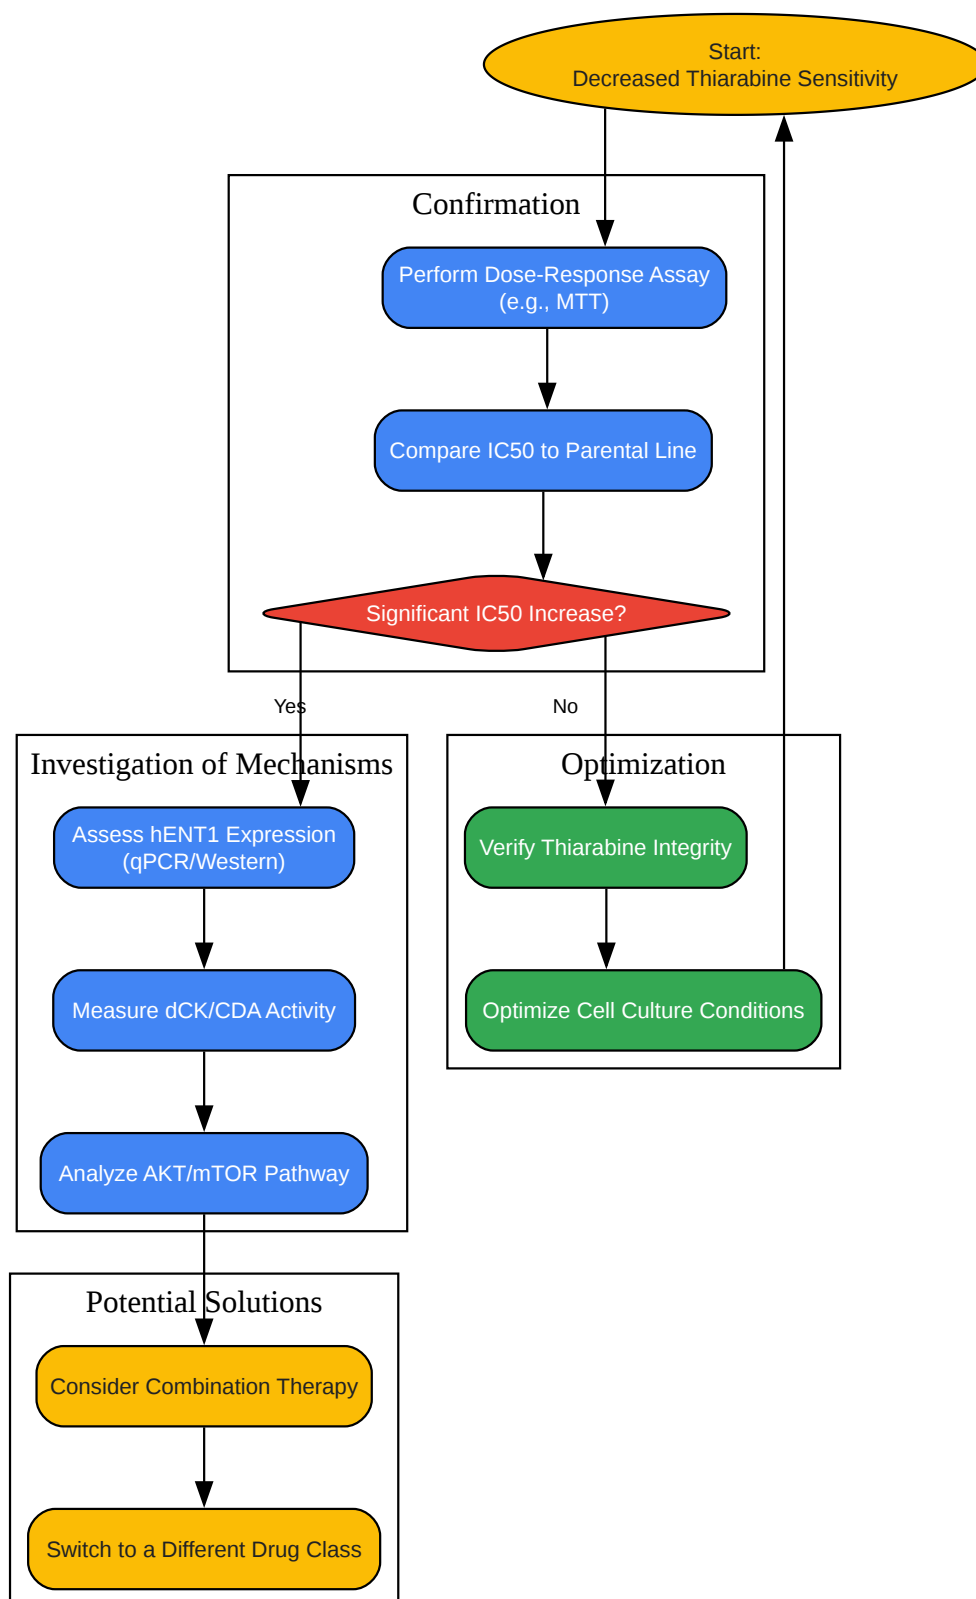 Start:
Decreased Thiarabine Sensitivity
Confirmation
Perform Dose-Response Assay
(e.g., MTT)
Compare IC50 to Parental Line
Significant IC50 Increase?
Yes
No
Investigation of Mechanisms
Optimization
Assess hENT1 Expression
(qPCR/Western)
Verify Thiarabine Integrity
Measure dCK/CDA Activity
Optimize Cell Culture Conditions
Analyze AKT/mTOR Pathway
Potential Solutions
Consider Combination Therapy
Switch to a Different Drug Class